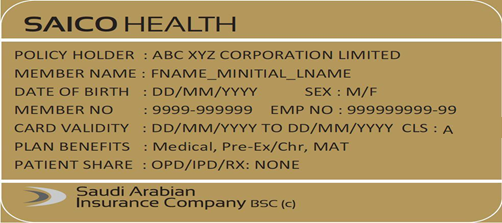 SAICO HEALTH
POLICY HOLDER : ABC XYZ CORPORATION LIMITED
MEMBER NAME : FNAME_MINITIAL_LNAME
DATE OF BIRTH : DD/MM/YYYY SEX : M/F
MEMBER NO : 9999-999999 EMP NO : 999999999-99
CARD VALIDITY : DD/MM/YYYY TO DD/MM/YYYY CLS : A
PLAN BENEFITS : Medical, Pre-Ex/Chr, MAT
PATIENT SHARE : OPD/IPD/RX: NONE
Saudi Arabian
Insurance Company BSC (c)